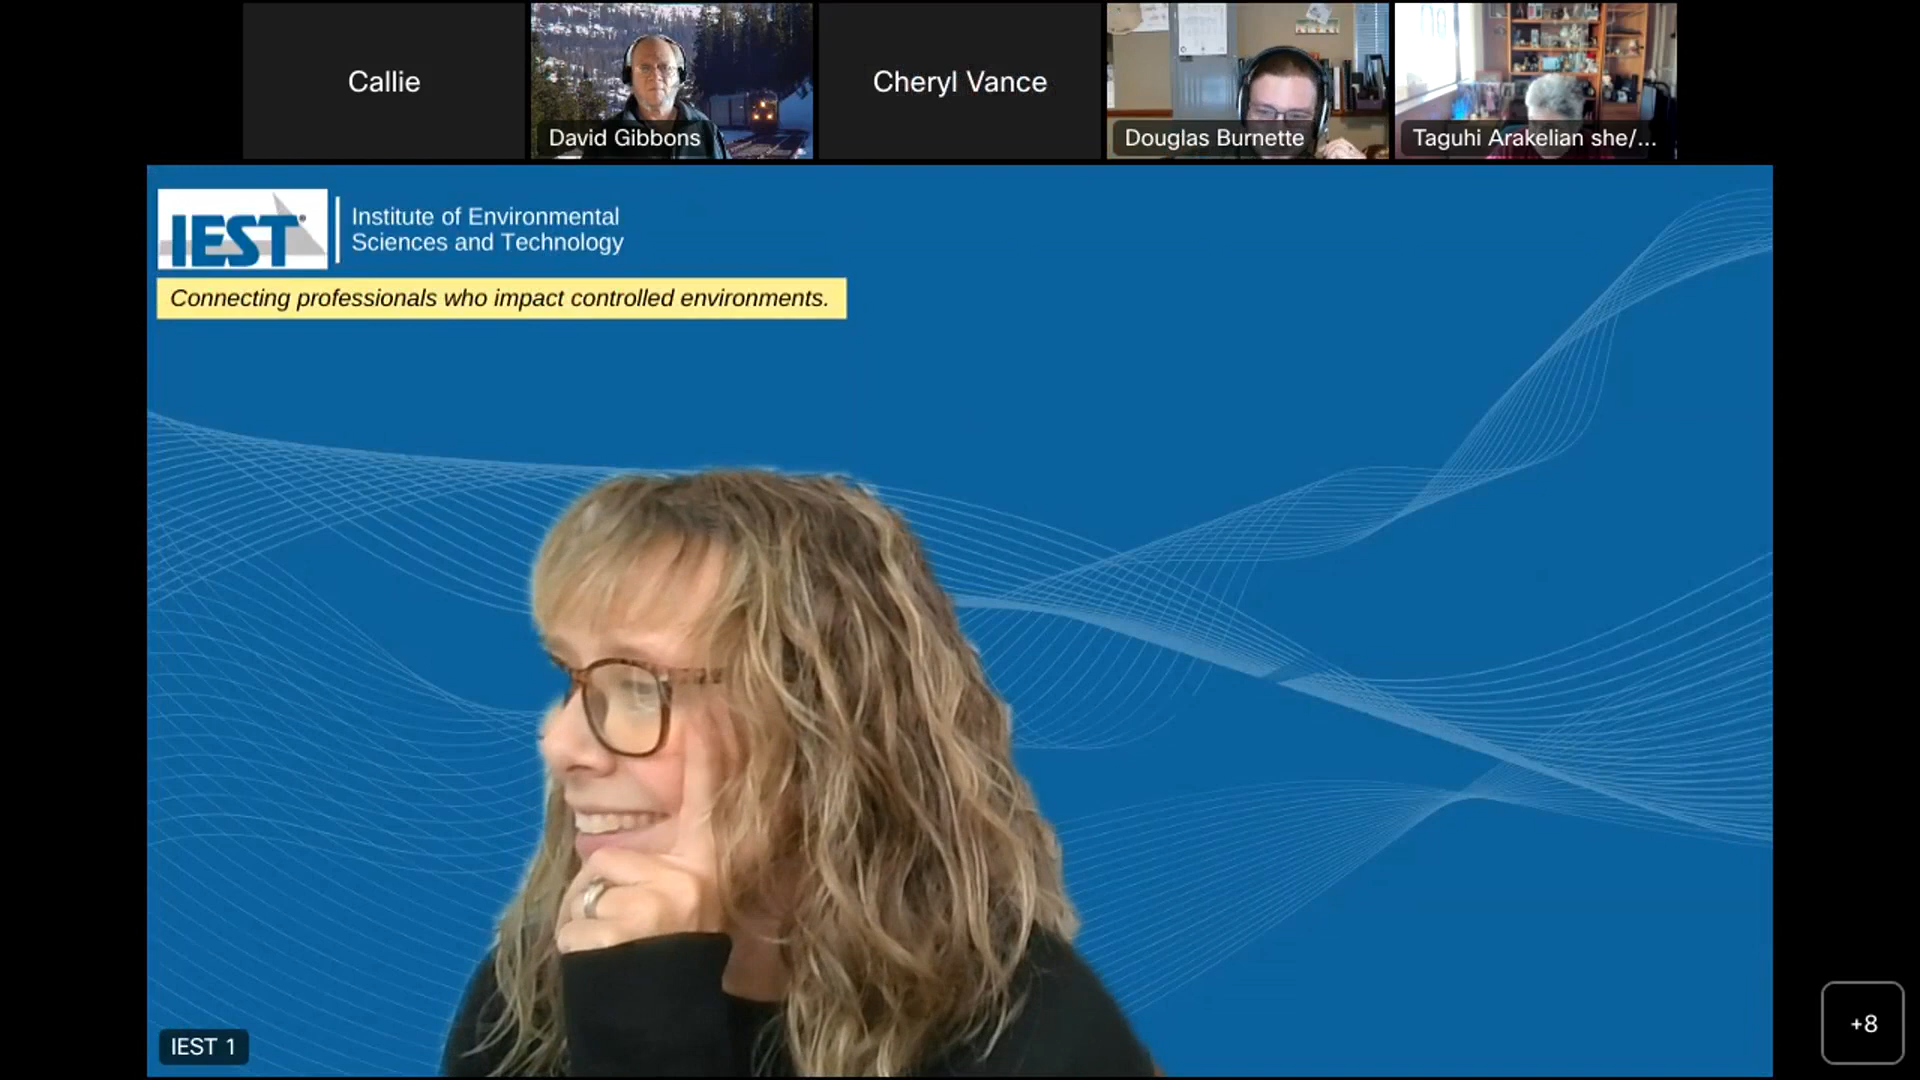 Callie
David Gibbons
Cheryl Vance
Douglas Burnette
Taguhi Arakelian she/...
IEST
Institute of Environmental
Sciences and Technology
Connecting professionals who impact controlled environments.
IEST 1
+8